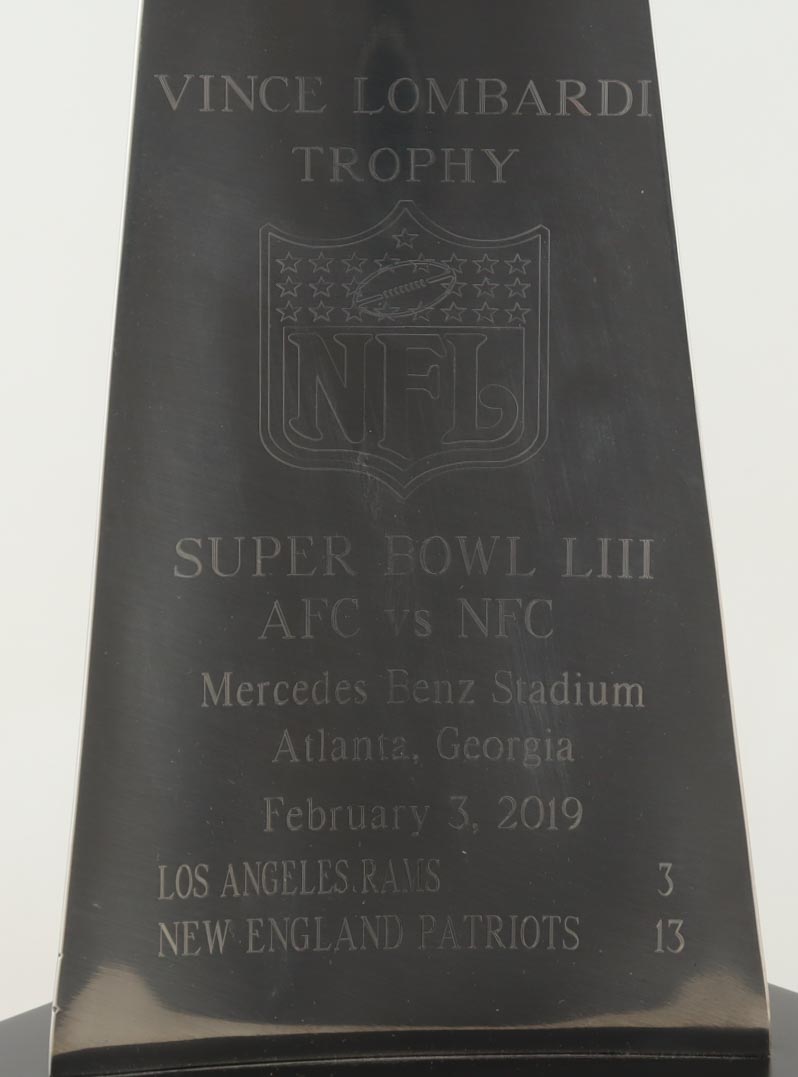 VINCE LOMBARDI
TROPHY
NFL
SUPER BOWL LIII
AFC vs NFC
Mercedes Benz Stadium
Atlanta, Georgia
February 3, 2019
LOS ANGELES RAMS 3
NEW ENGLAND PATRIOTS 13